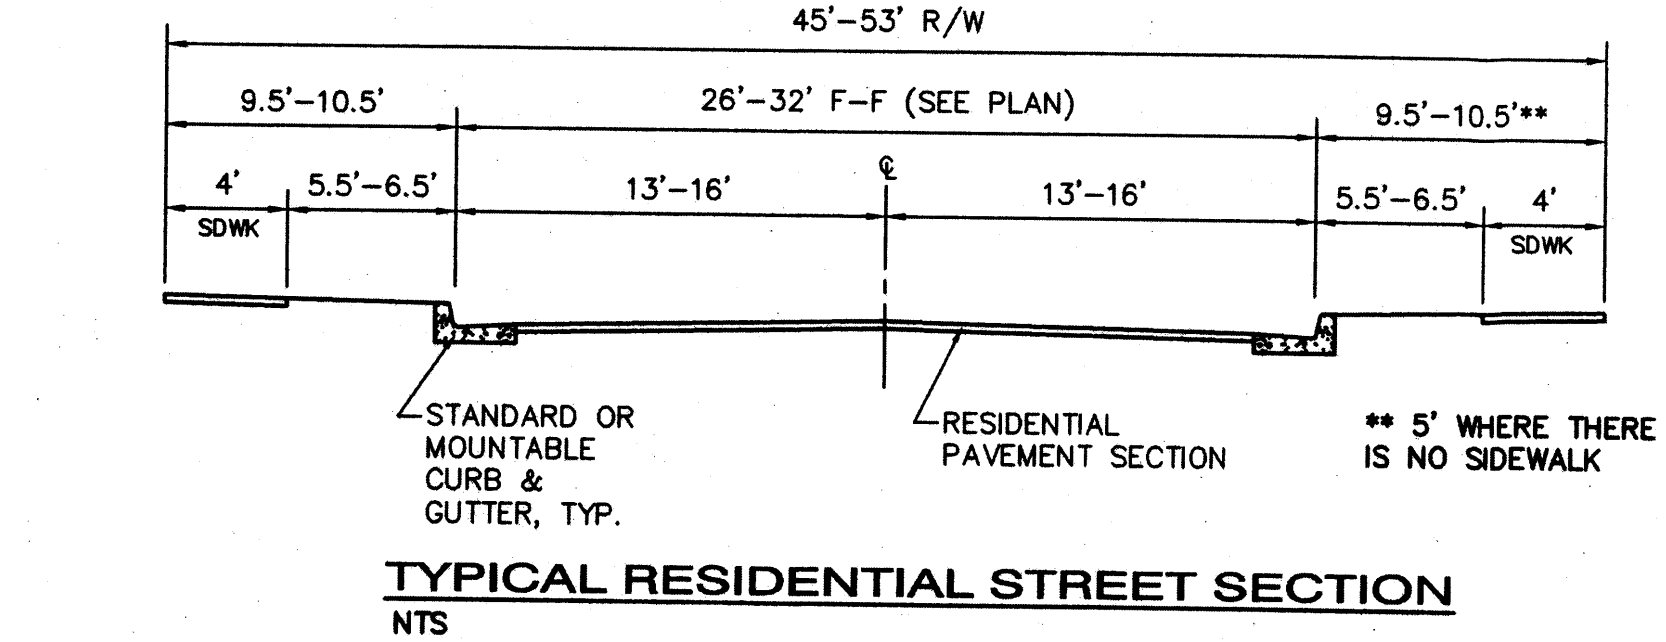 45'-53' R/W
9.5'-10.5'
26'-32' F-F (SEE PLAN)
9.5'-10.5'**
4'
5.5'-6.5'
13'-16'
℄
13'-16'
5.5'-6.5'
4'
SDWK
SDWK
STANDARD OR
MOUNTABLE
CURB &
GUTTER, TYP.
RESIDENTIAL
PAVEMENT SECTION
** 5' WHERE THERE
IS NO SIDEWALK
TYPICAL RESIDENTIAL STREET SECTION
NTS